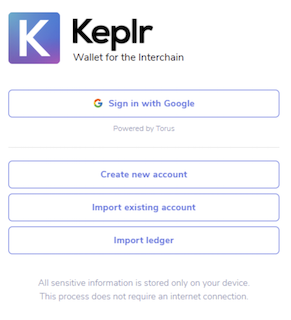 K Keplr
Wallet for the Interchain
G Sign in with Google
Powered by Torus
Create new account
Import existing account
Import ledger
All sensitive information is stored only on your device.
This process does not require an internet connection.